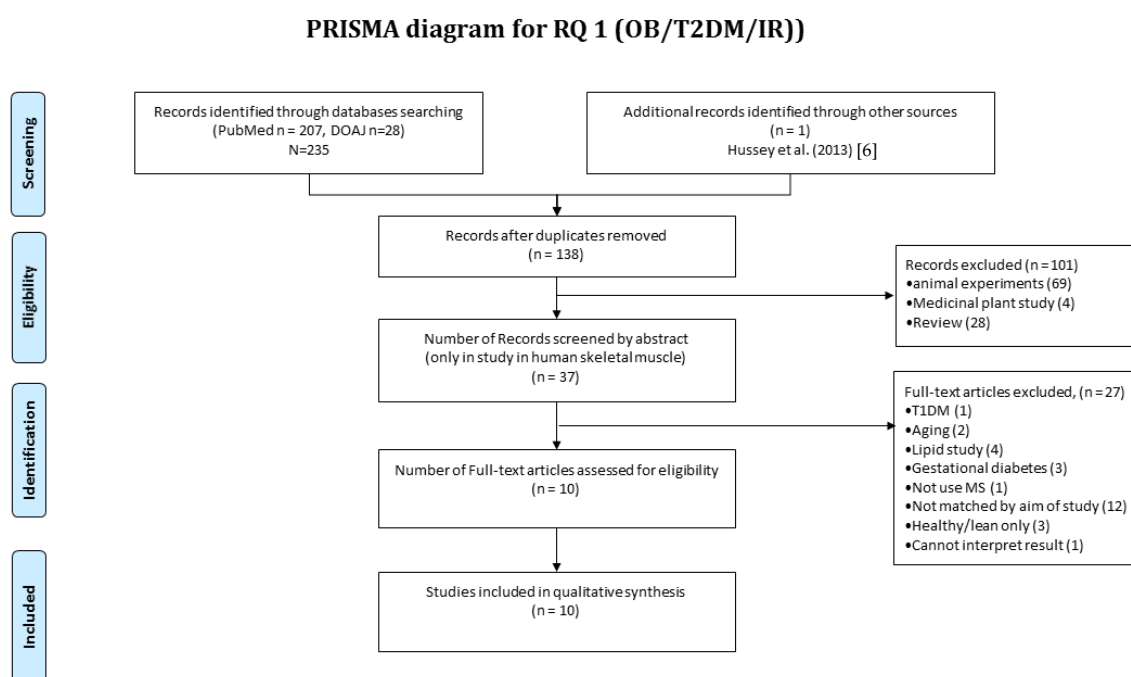 PRISMA diagram for RQ 1 (OB/T2DM/IR))
Screening
Records identified through databases searching
(PubMed n = 207, DOAJ n=28)
N=235
Additional records identified through other sources
(n = 1)
Hussey et al. (2013) [6]
Records after duplicates removed
(n = 138)
Eligibility
Records excluded (n = 101)
•animal experiments (69)
•Medicinal plant study (4)
•Review (28)
Number of Records screened by abstract
(only in study in human skeletal muscle)
(n = 37)
Identification
Full-text articles excluded, (n = 27)
•T1DM (1)
•Aging (2)
•Lipid study (4)
•Gestational diabetes (3)
•Not use MS (1)
•Not matched by aim of study (12)
•Healthy/lean only (3)
•Cannot interpret result (1)
Number of Full-text articles assessed for eligibility
(n = 10)
Included
Studies included in qualitative synthesis
(n = 10)